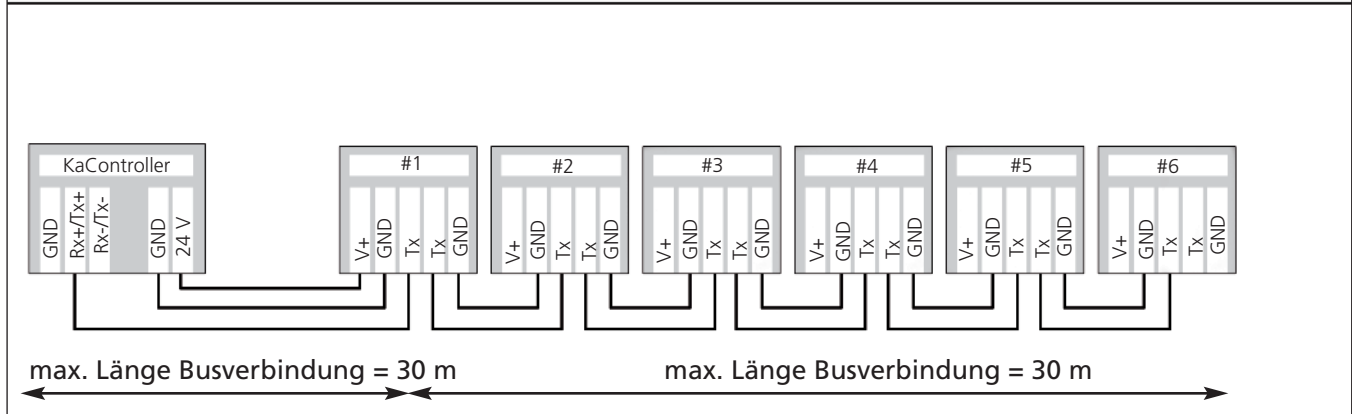 KaController #1 #2 #3 #4 #5 #6
GND Rx+/Tx+ Rx-/Tx- GND 24 V V+ GND Tx Tx GND V+ GND Tx Tx GND V+ GND Tx Tx GND V+ GND Tx Tx GND V+ GND Tx Tx GND V+ GND Tx Tx GND
max. Länge Busverbindung = 30 m max. Länge Busverbindung = 30 m